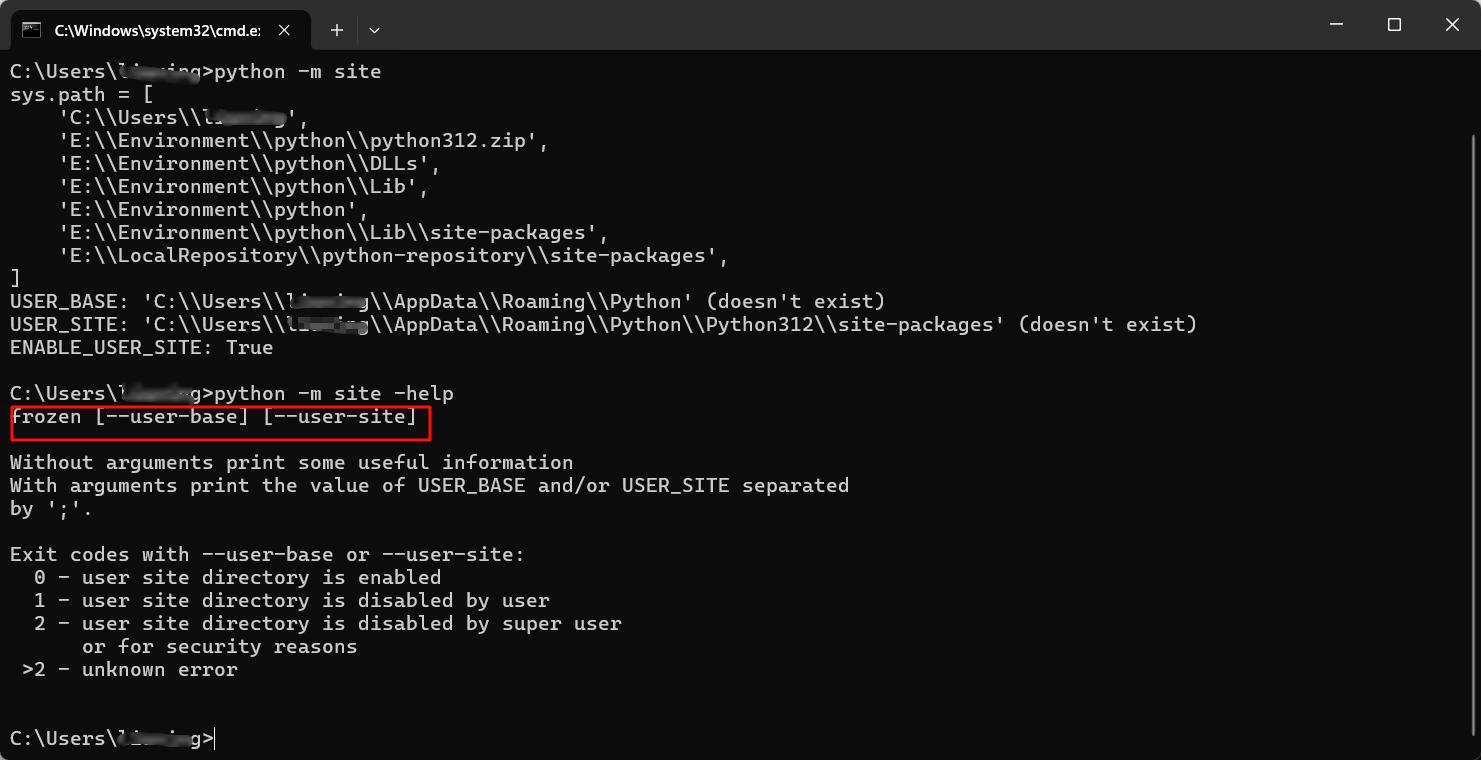 C:\Windows\system32\cmd.e
C:\Users\ >python -m site
sys.path = [
'C:\\Users\\ ',
'E:\\Environment\\python\\python312.zip',
'E:\\Environment\\python\\DLLs',
'E:\\Environment\\python\\Lib',
'E:\\Environment\\python',
'E:\\Environment\\python\\Lib\\site-packages',
'E:\\LocalRepository\\python-repository\\site-packages',
]
USER_BASE: 'C:\\Users\\ \\AppData\\Roaming\\Python' (doesn't exist)
USER_SITE: 'C:\\Users\\ \\AppData\\Roaming\\Python\\Python312\\site-packages' (doesn't exist)
ENABLE_USER_SITE: True
C:\Users\ >python -m site -help
frozen [--user-base] [--user-site]
Without arguments print some useful information
With arguments print the value of USER_BASE and/or USER_SITE separated
by ';'.
Exit codes with --user-base or --user-site:
0 - user site directory is enabled
1 - user site directory is disabled by user
2 - user site directory is disabled by super user
or for security reasons
>2 - unknown error
C:\Users\ >